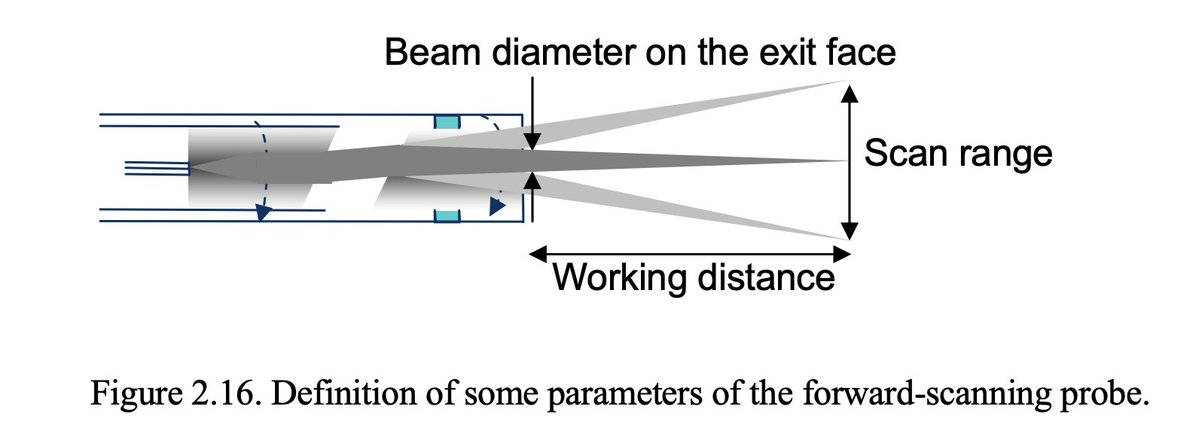 Beam diameter on the exit face
Scan range
Working distance
Figure 2.16. Definition of some parameters of the forward-scanning probe.